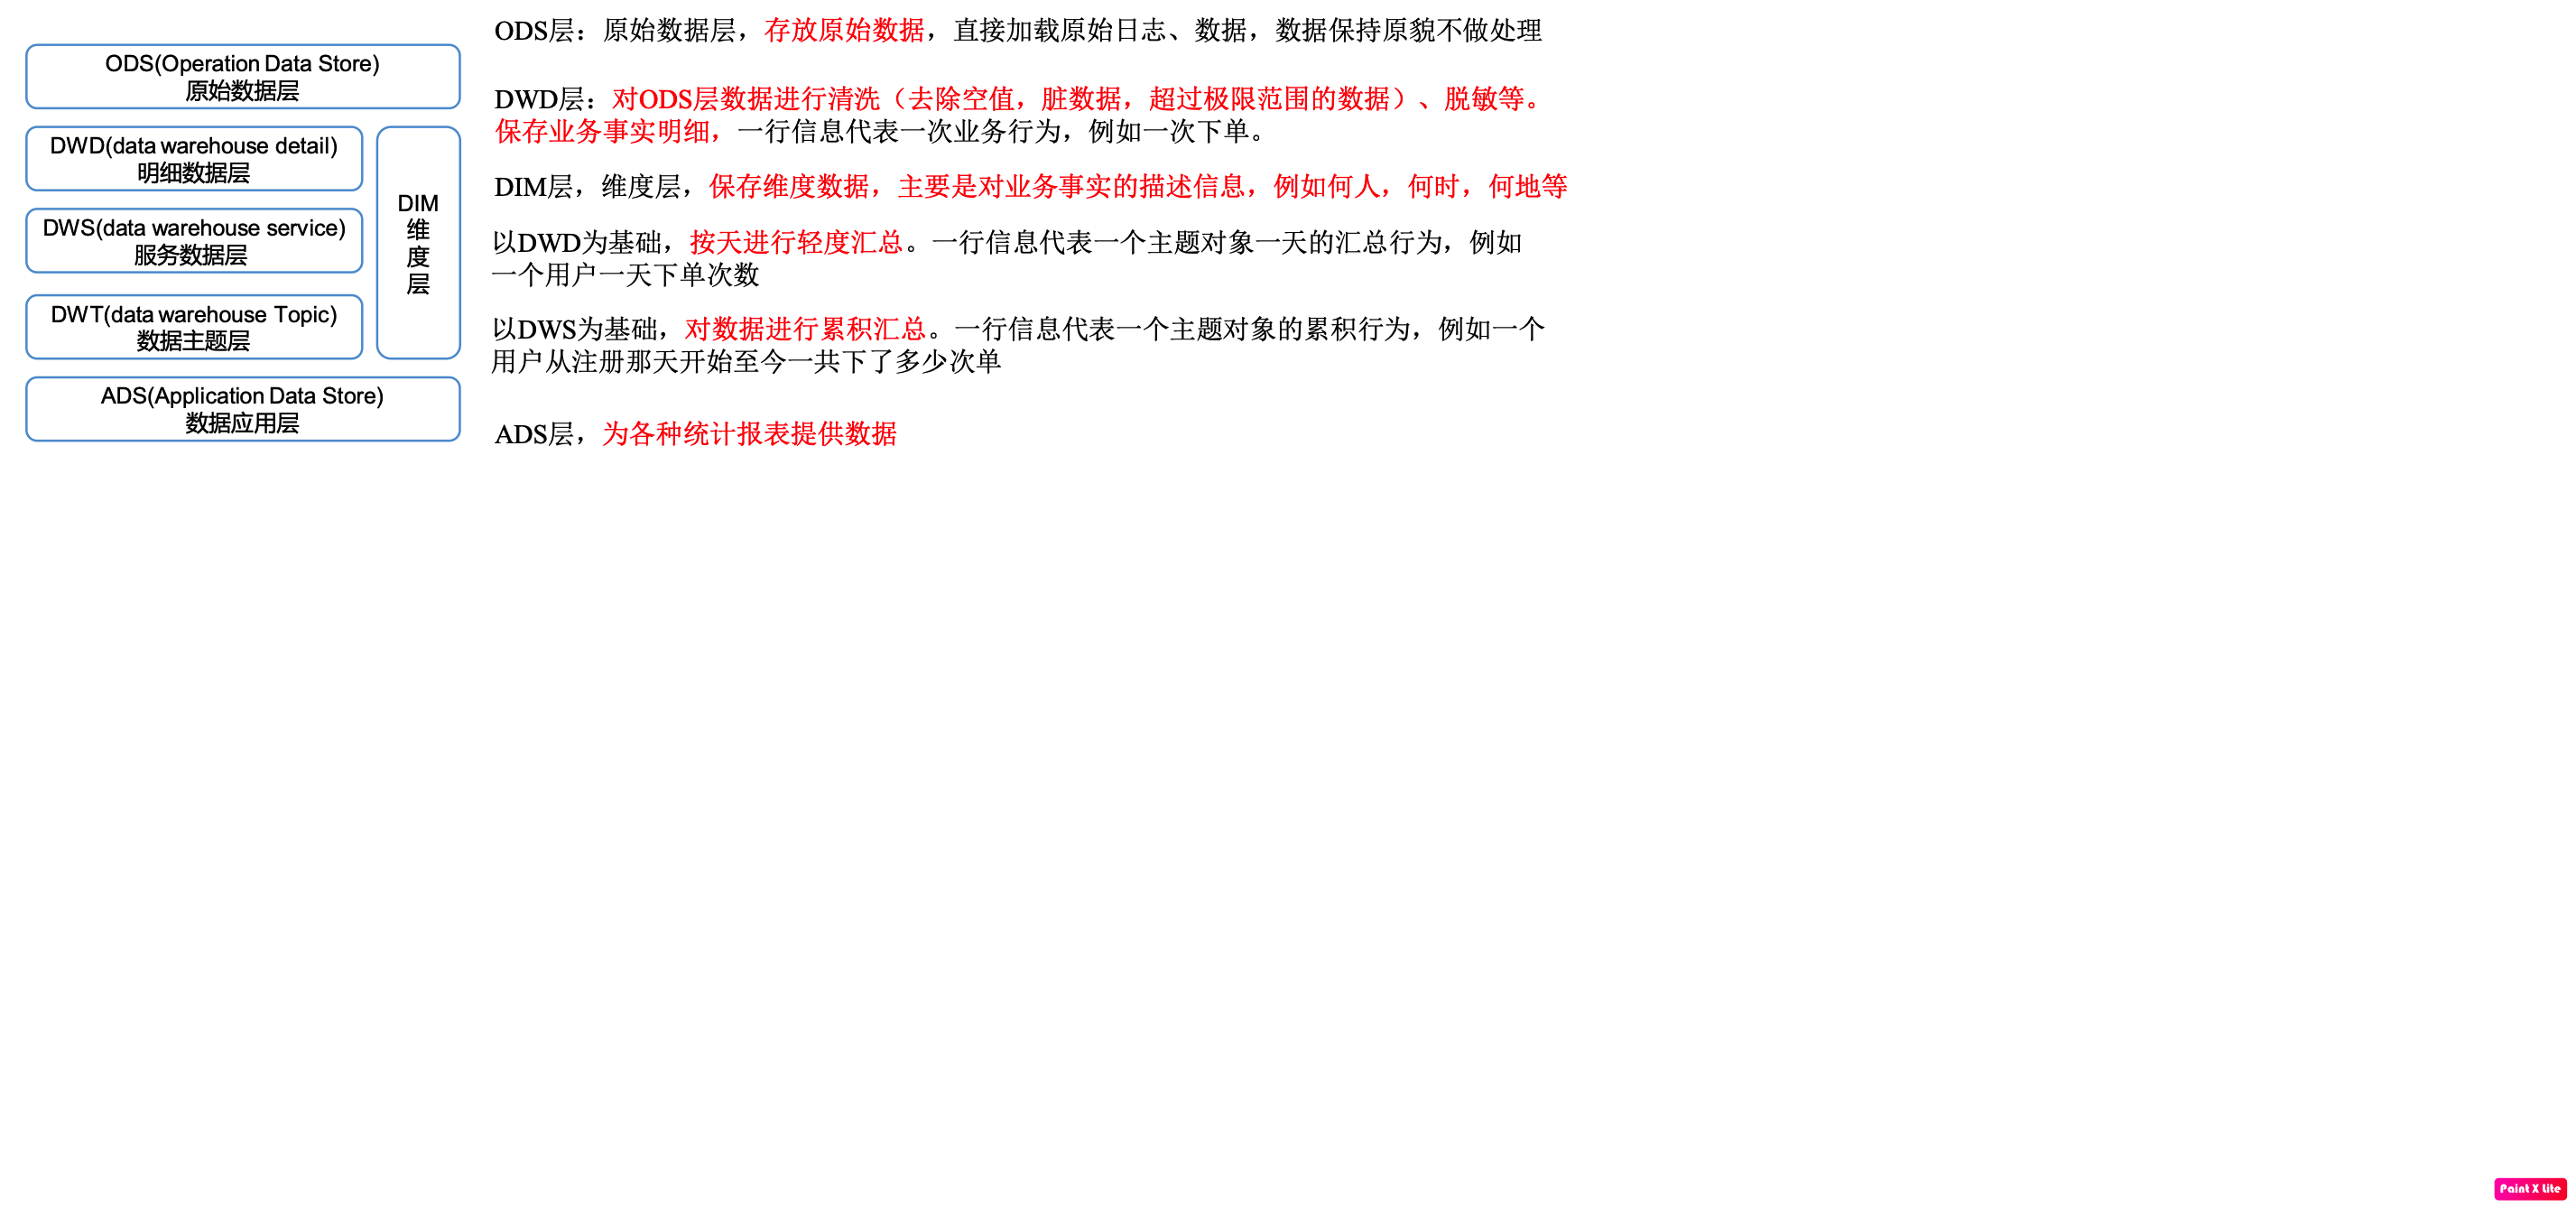 ODS(Operation Data Store)
原始数据层
DWD(data warehouse detail)
明细数据层
DWS(data warehouse service)
服务数据层
DWT(data warehouse Topic)
数据主题层
DIM
维
度
层
ADS(Application Data Store)
数据应用层
ODS层：原始数据层，存放原始数据，直接加载原始日志、数据，数据保持原貌不做处理
DWD层：对ODS层数据进行清洗（去除空值，脏数据，超过极限范围的数据）、脱敏等。
保存业务事实明细，一行信息代表一次业务行为，例如一次下单。
DIM层，维度层，保存维度数据，主要是对业务事实的描述信息，例如何人，何时，何地等
以DWD为基础，按天进行轻度汇总。一行信息代表一个主题对象一天的汇总行为，例如
一个用户一天下单次数
以DWS为基础，对数据进行累积汇总。一行信息代表一个主题对象的累积行为，例如一个
用户从注册那天开始至今一共下了多少次单
ADS层，为各种统计报表提供数据
Paint X Lite